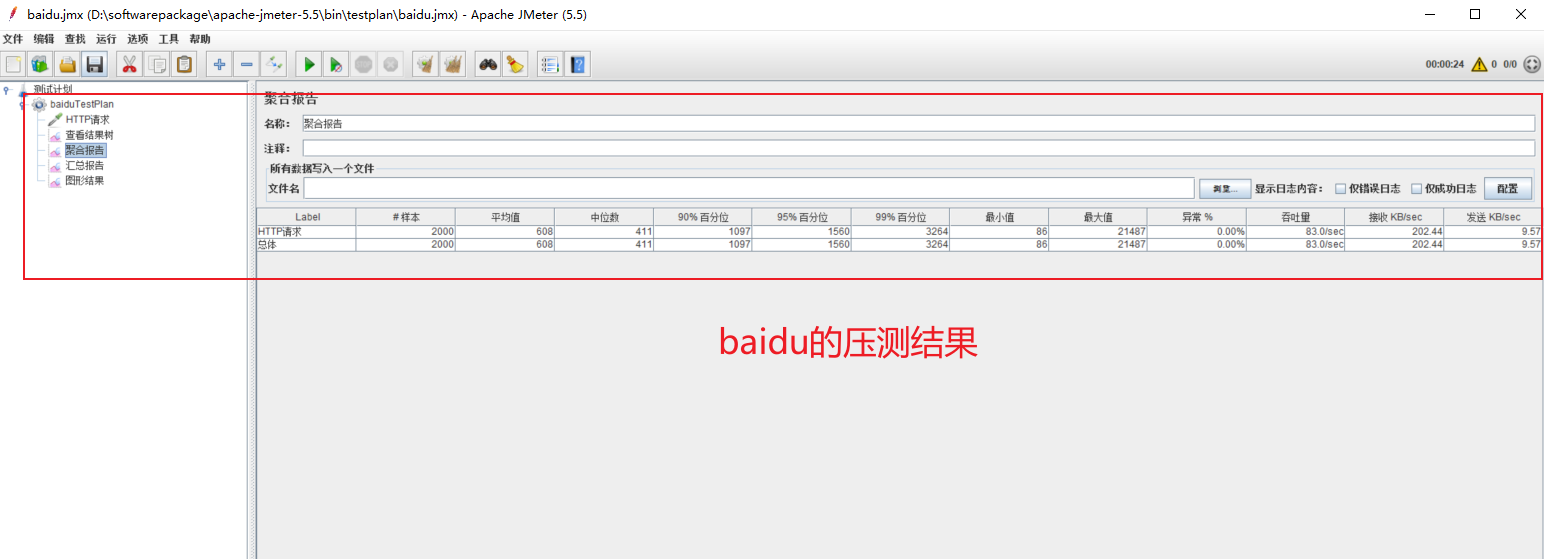 baidu.jmx (D:\softwarepackage\apache-jmeter-5.5\bin\testplan\baidu.jmx) - Apache JMeter (5.5)
文件 编辑 查找 运行 选项 工具 帮助
00:00:24 0 0/0
测试计划
baiduTestPlan
HTTP请求
查看结果树
聚合报告
汇总报告
图形结果
聚合报告
名称： 聚合报告
注释：
所有数据写入一个文件
文件名 浏览... 显示日志内容： 仅错误日志 仅成功日志 配置
Label # 样本 平均值 中位数 90% 百分位 95% 百分位 99% 百分位 最小值 最大值 异常 % 吞吐量 接收 KB/sec 发送 KB/sec
HTTP请求 2000 608 411 1097 1560 3264 86 21487 0.00% 83.0/sec 202.44 9.57
总体 2000 608 411 1097 1560 3264 86 21487 0.00% 83.0/sec 202.44 9.57
baidu的压测结果